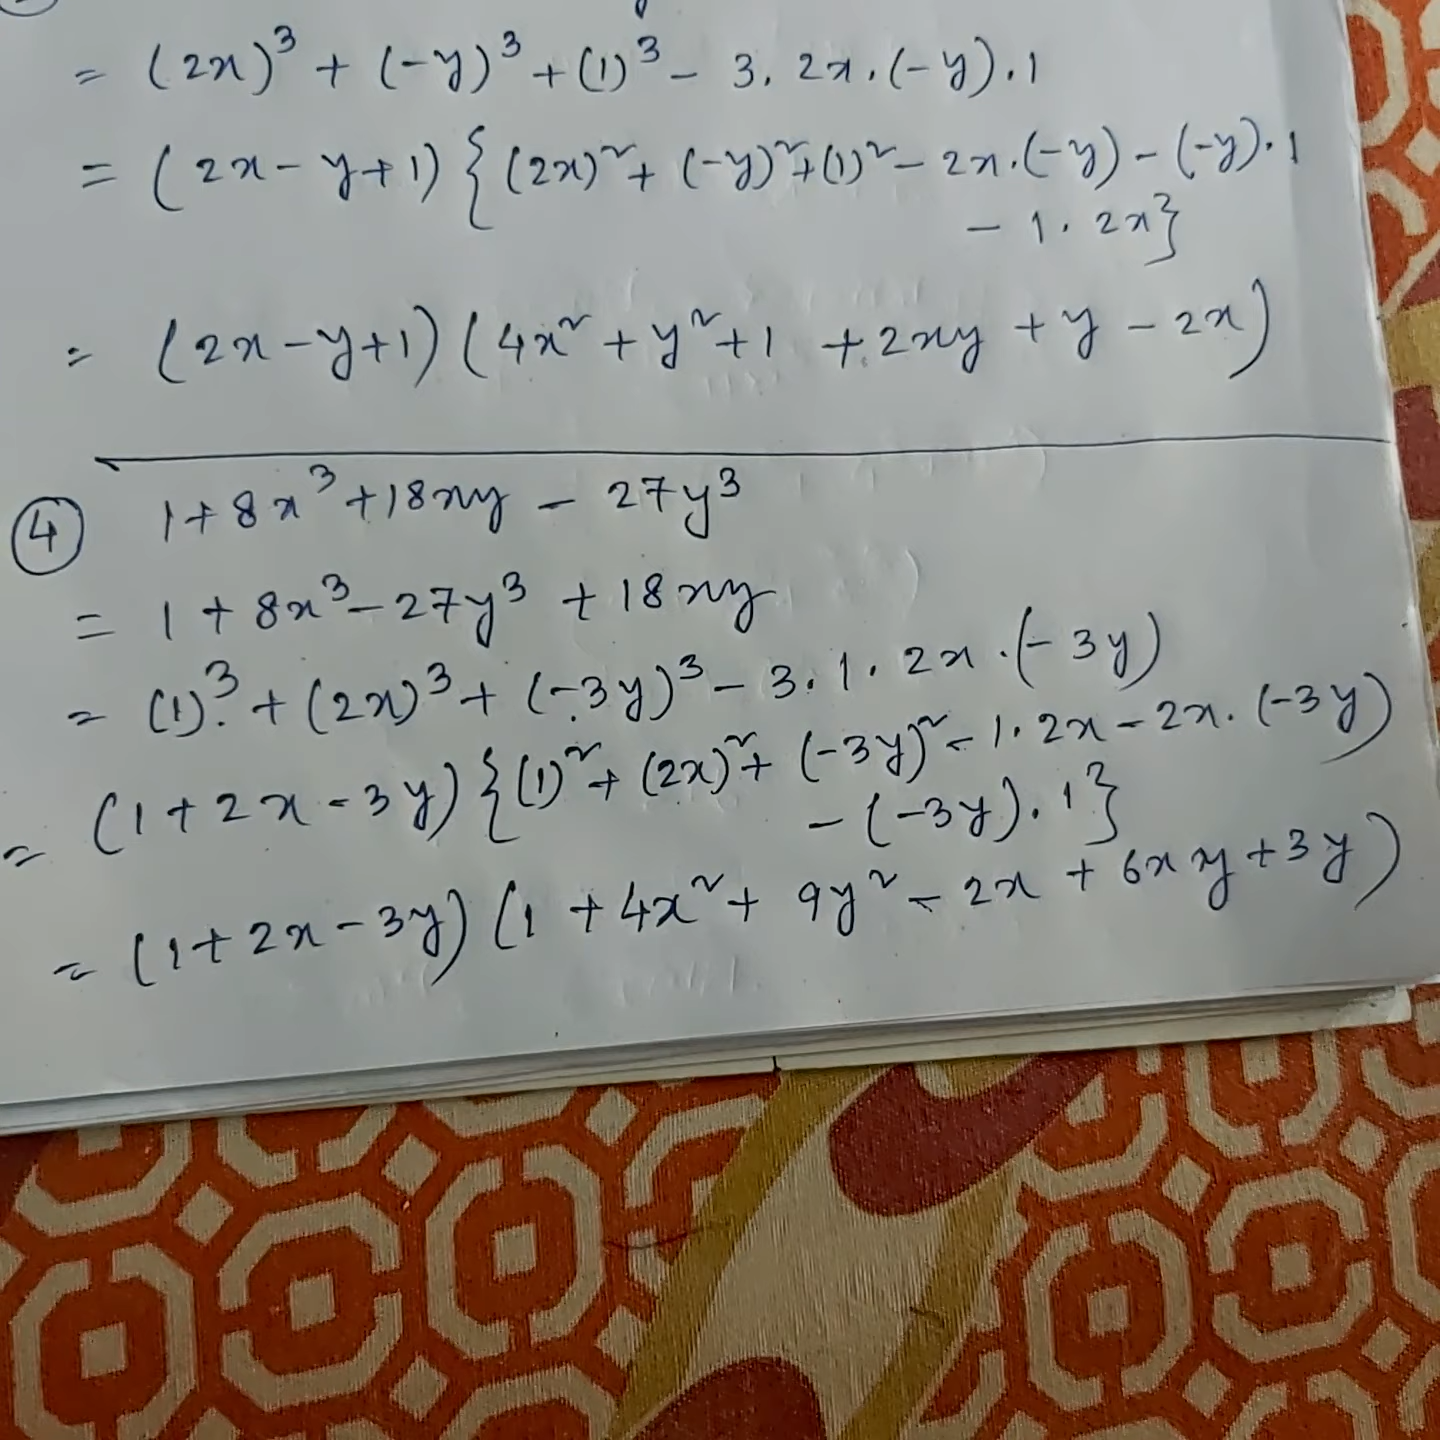 = (2x)³ + (-y)³ + (1)³ - 3. 2x. (-y). 1
= (2x - y + 1) { (2x)² + (-y)² + (1)² - 2x. (-y) - (-y). 1
- 1. 2x}
= (2x - y + 1) (4x² + y² + 1 + 2xy + y - 2x)
④ 1 + 8x³ + 18xy - 27y³
= 1 + 8x³ - 27y³ + 18xy
= (1)³ + (2x)³ + (-3y)³ - 3. 1. 2x. (-3y)
= (1 + 2x - 3y) { (1)² + (2x)² + (-3y)² - 1. 2x - 2x. (-3y)
- (-3y). 1}
= (1 + 2x - 3y) (1 + 4x² + 9y² - 2x + 6xy + 3y)